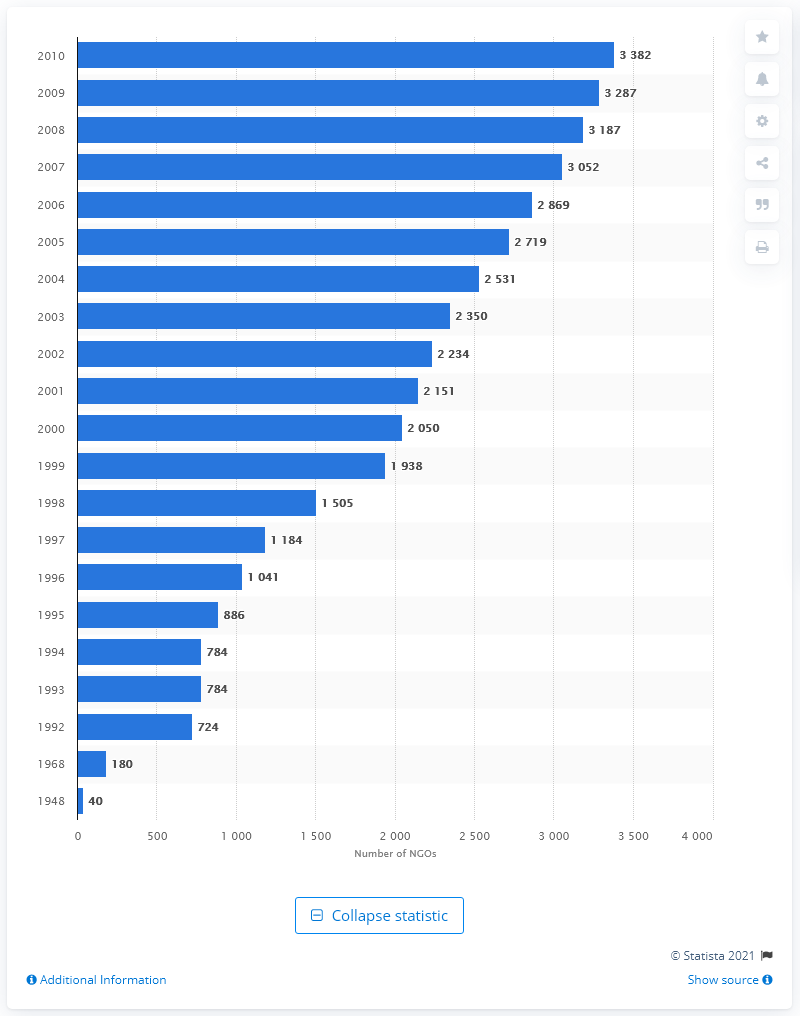 2010 3 382
2009 3 287
2008 3 187
2007 3 052
2006 2 869
2005 2 719
2004 2 531
2003 2 350
2002 2 234
2001 2 151
2000 2 050
1999 1 938
1998 1 505
1997 1 184
1996 1 041
1995 886
1994 784
1993 784
1992 724
1968 180
1948 40
0 500 1 000 1 500 2 000 2 500 3 000 3 500 4 000
Number of NGOs
Collapse statistic
© Statista 2021
Additional Information Show source